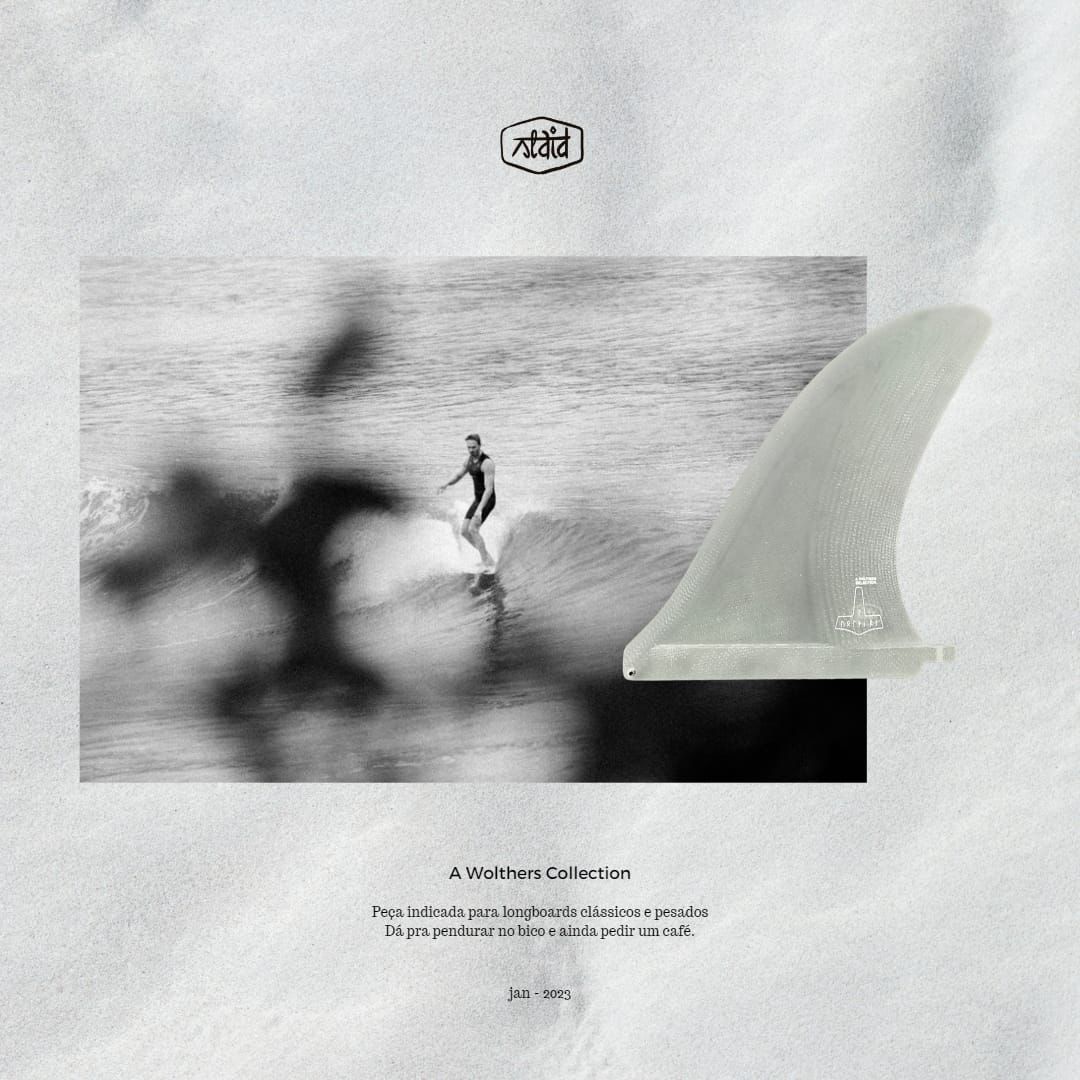 A Wolthers Collection
Peça indicada para longboards clássicos e pesados
Dá pra pendurar no bico e ainda pedir um café.
jan - 2023